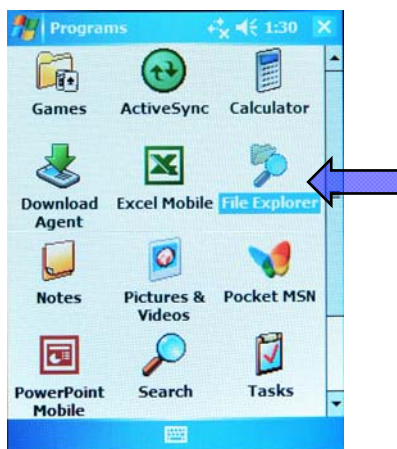 Programs 1:30
Games ActiveSync Calculator
Download Agent Excel Mobile File Explorer
Notes Pictures & Videos Pocket MSN
PowerPoint Mobile Search Tasks